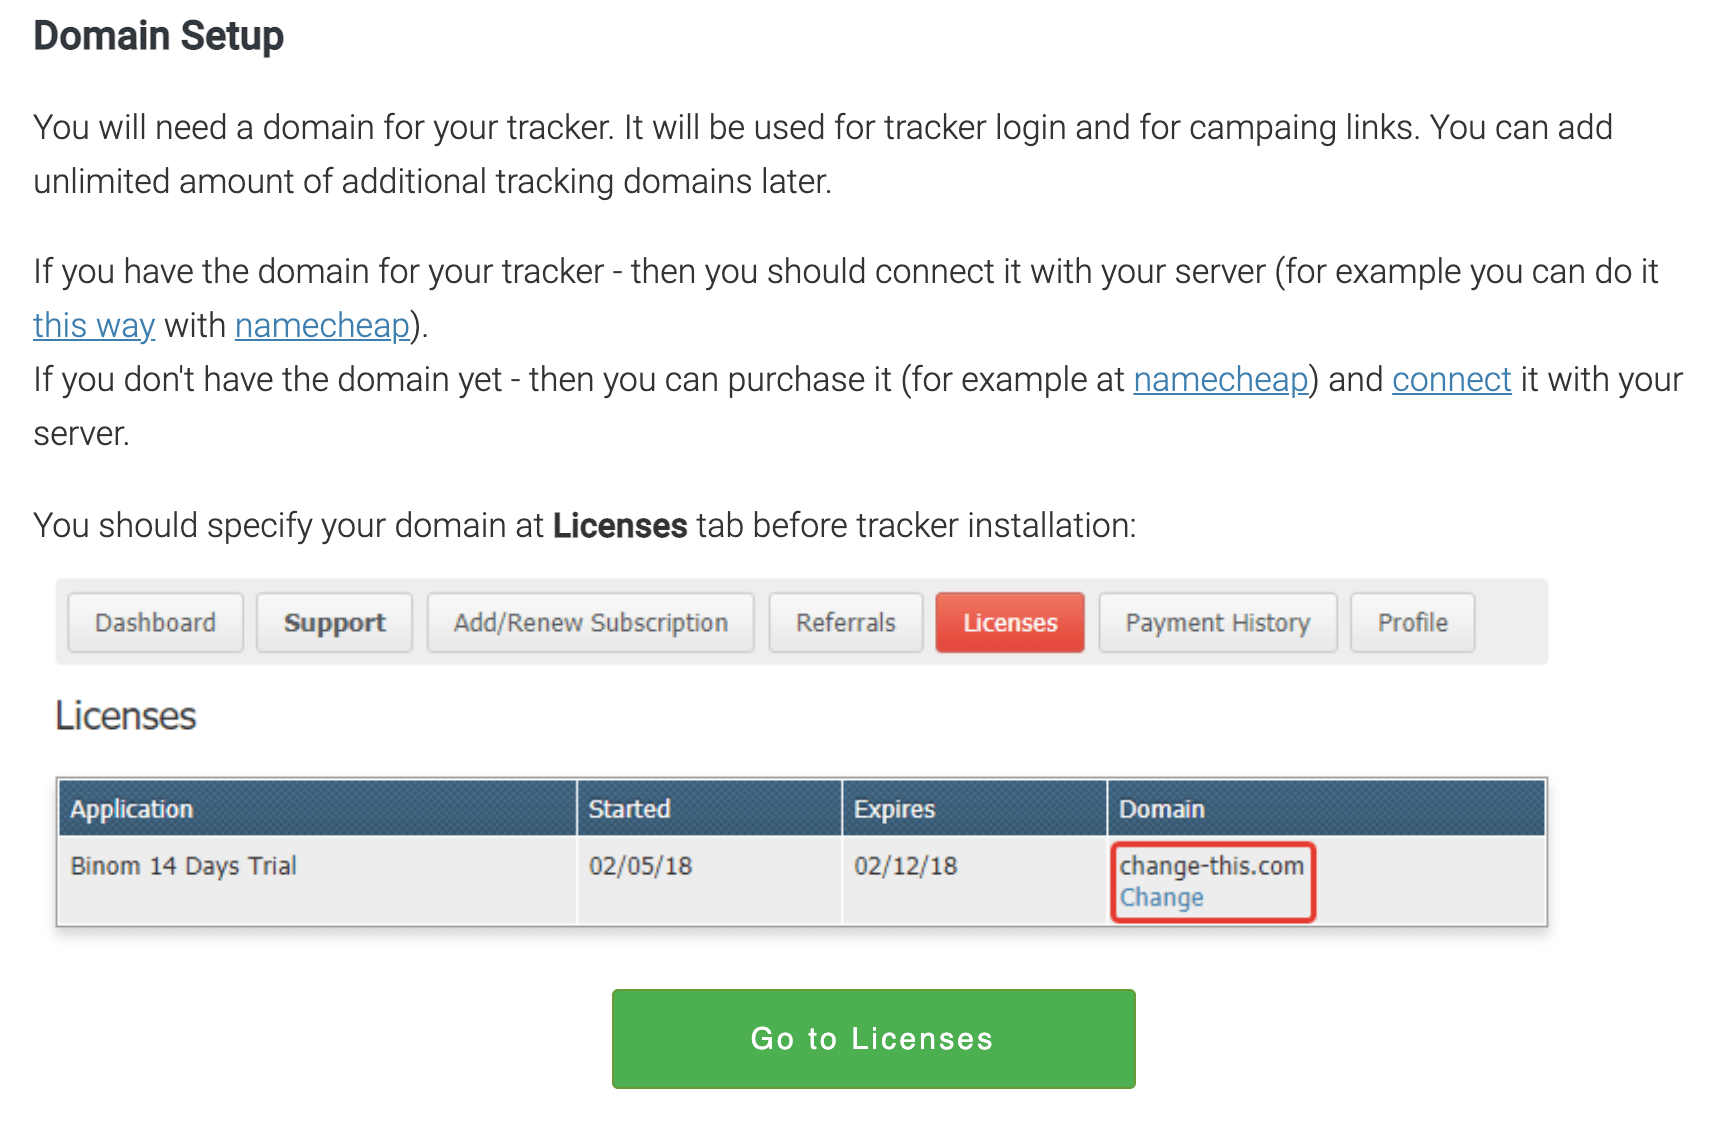 Domain Setup
You will need a domain for your tracker. It will be used for tracker login and for campaing links. You can add
unlimited amount of additional tracking domains later.
If you have the domain for your tracker - then you should connect it with your server (for example you can do it
this way with namecheap).
If you don't have the domain yet - then you can purchase it (for example at namecheap) and connect it with your
server.
You should specify your domain at Licenses tab before tracker installation:
Dashboard Support Add/Renew Subscription Referrals Licenses Payment History Profile
Licenses
Application Started Expires Domain
Binom 14 Days Trial 02/05/18 02/12/18 change-this.com
Change
Go to Licenses